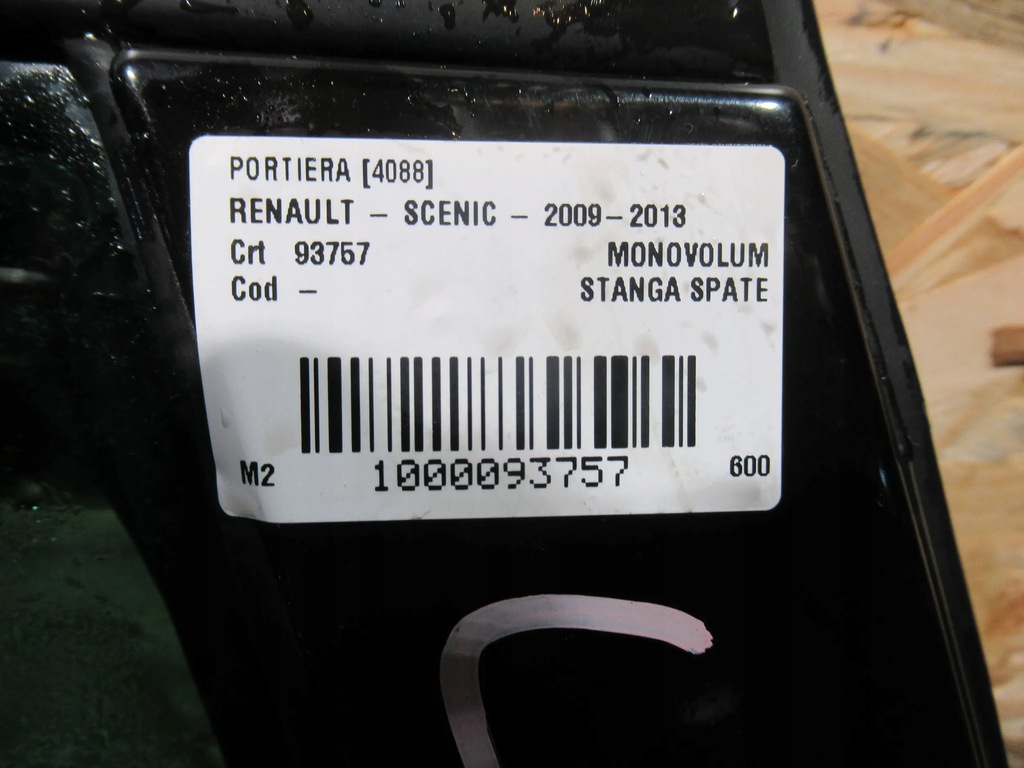 PORTIERA [4088]
RENAULT - SCENIC - 2009-2013
Crt 93757 MONOVOLUM
Cod - STANGA SPATE
M2 1000093757 600